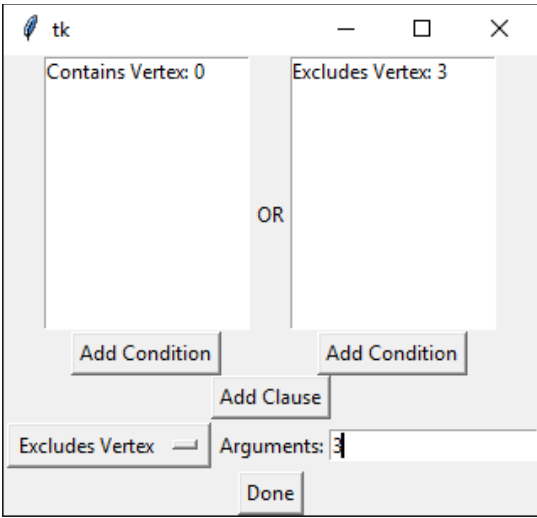 tk
Contains Vertex: 0
Excludes Vertex: 3
OR
Add Condition
Add Condition
Add Clause
Excludes Vertex
Arguments: 3
Done